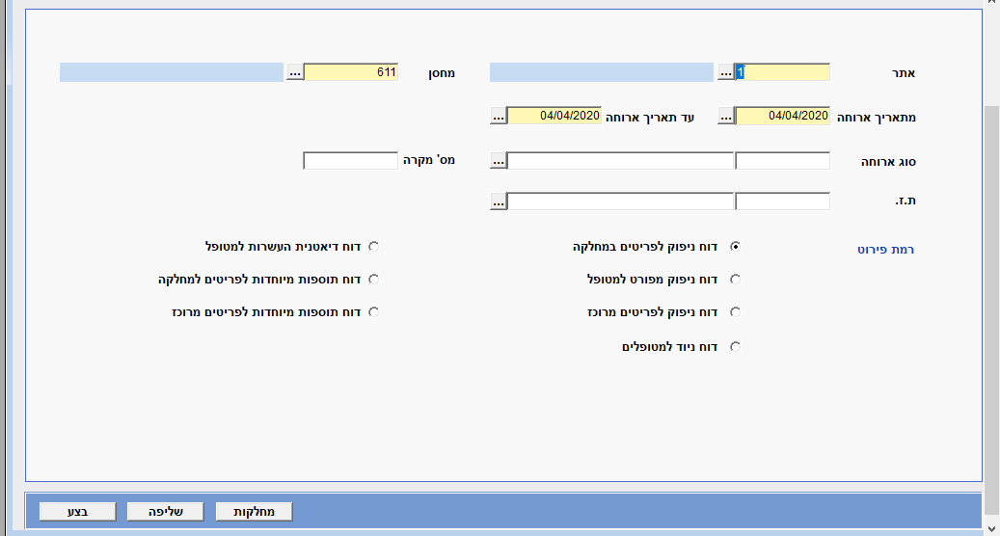 אתר 1 ... מחסן 611 ...
מתאריך ארוחה 04/04/2020 ... עד תאריך ארוחה 04/04/2020 ...
סוג ארוחה ... מס' מקרה
ת.ז. ...
רמת פירוט דוח ניפוק לפריטים במחלקה דוח דיאטנית העשרות למטופל
דוח ניפוק מפורט למטופל דוח תוספות מיוחדות לפריטים למחלקה
דוח ניפוק לפריטים מרוכז דוח תוספות מיוחדות לפריטים מרוכז
דוח ניוד למטופלים
מחלקות שליפה בצע